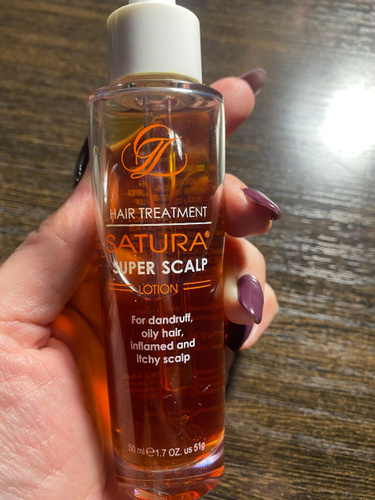 HAIR TREATMENT
SATURA®
SUPER SCALP
LOTION
For dandruff,
oily hair,
inflamed and
itchy scalp
50 ml ℮ 1.7 OZ. us 51g